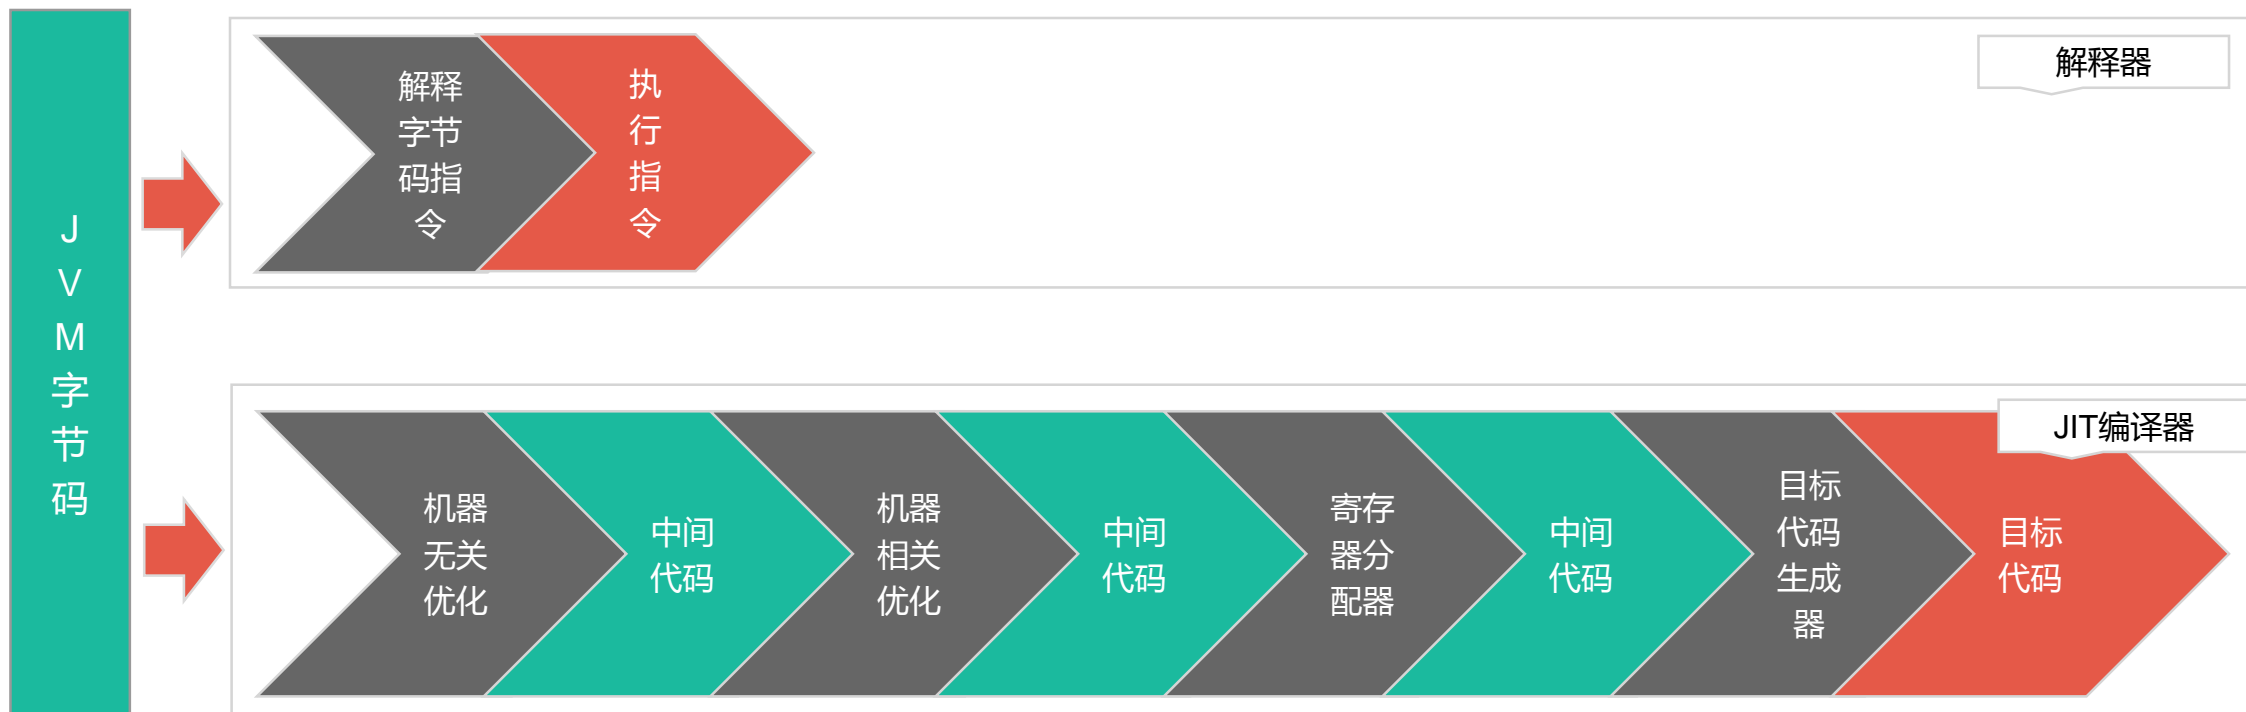 J
V
M
字
节
码
解释
字节
码指
令
执
行
指
令
解释器
机器
无关
优化
中间
代码
机器
相关
优化
中间
代码
寄存
器分
配器
中间
代码
目标
代码
生成
器
目标
代码
JIT编译器